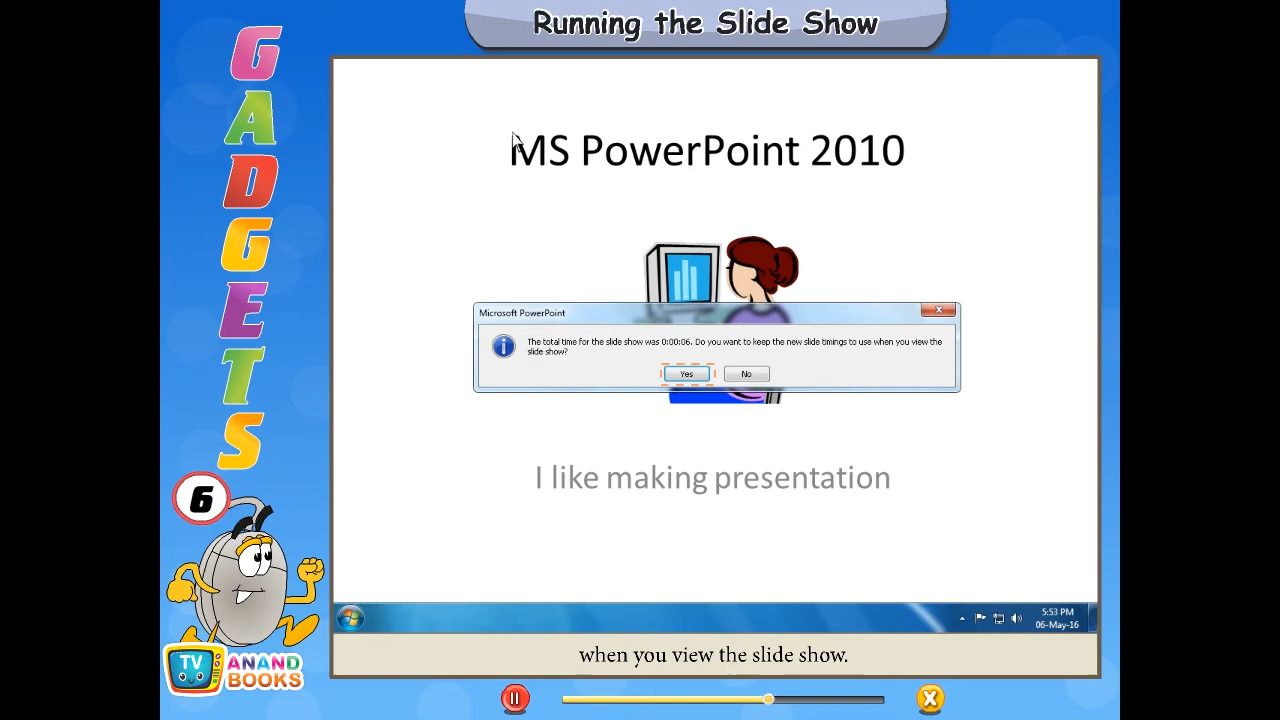 Running the Slide Show
GADGETS
6
MS PowerPoint 2010
Microsoft PowerPoint
The total time for the slide show was 0:00:06. Do you want to keep the new slide timings to use when you view the
slide show?
Yes
No
I like making presentation
5:53 PM
06-May-16
when you view the slide show.
TV
ANAND
BOOKS